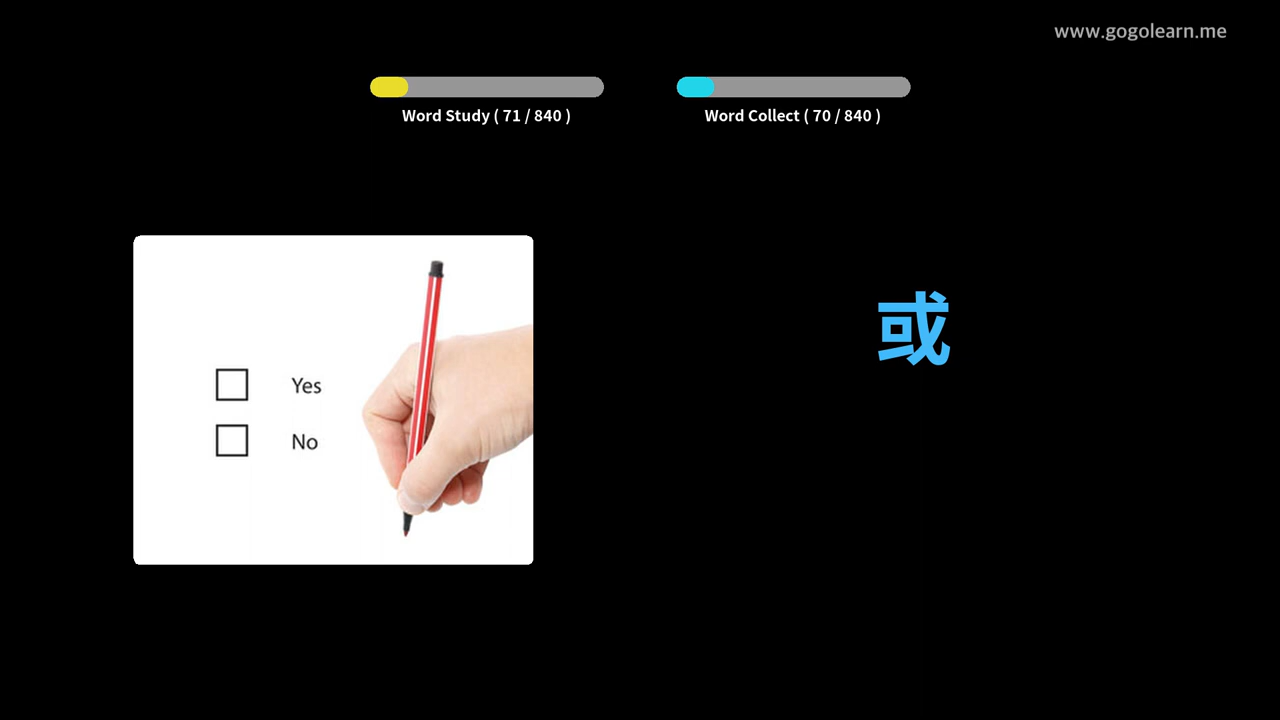 www.gogolearn.me
Word Study ( 71 / 840 )
Word Collect ( 70 / 840 )
Yes
No
或